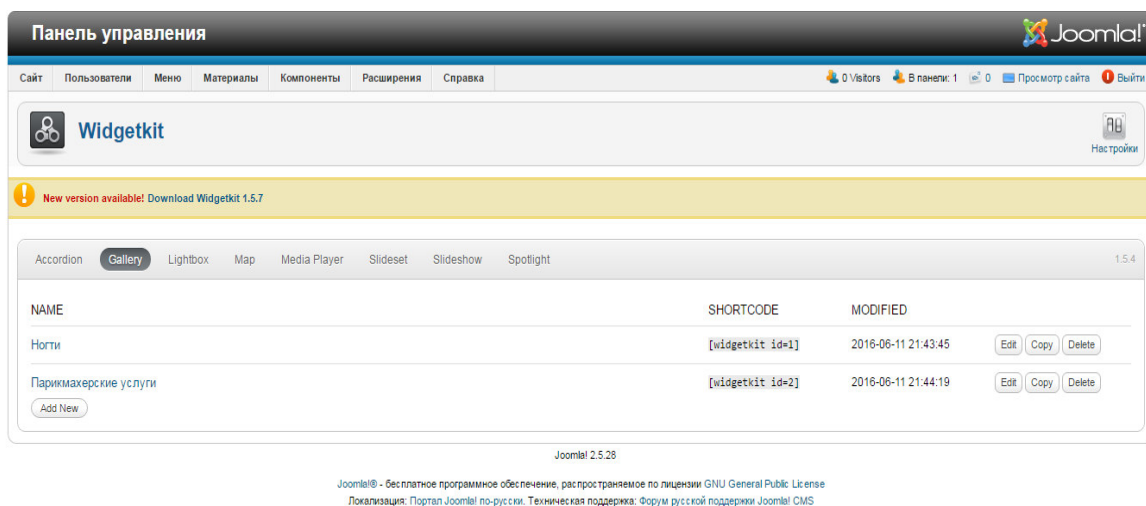 Панель управления
Joomla!
Сайт Пользователи Меню Материалы Компоненты Расширения Справка 0 Visitors В панели: 1 0 Просмотр сайта Выйти
Widgetkit
Настройки
New version available! Download Widgetkit 1.5.7
Accordion Gallery Lightbox Map Media Player Slideset Slideshow Spotlight 1.5.4
NAME SHORTCODE MODIFIED
Ногти [widgetkit id=1] 2016-06-11 21:43:45 Edit Copy Delete
Парикмахерские услуги [widgetkit id=2] 2016-06-11 21:44:19 Edit Copy Delete
Add New
Joomla! 2.5.28
Joomla!® - бесплатное программное обеспечение, распространяемое по лицензии GNU General Public License
Локализация: Портал Joomla! по-русски. Техническая поддержка: Форум русской поддержки Joomla! CMS